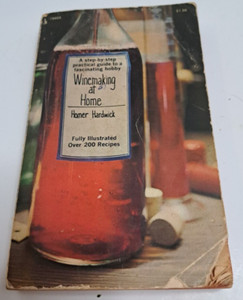 A step-by-step
practical guide to a
fascinating hobby
Winemaking
at
Home
Homer Hardwick
Fully Illustrated
Over 200 Recipes